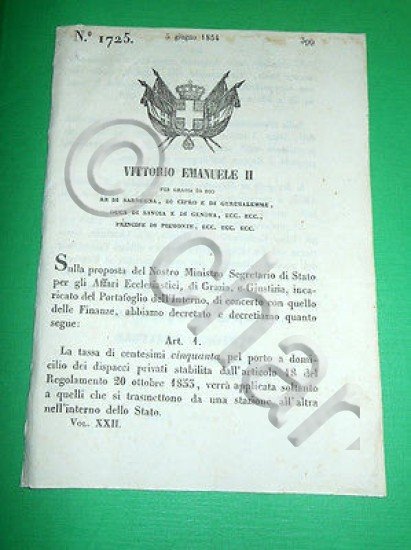 N.° 1725.
5 giugno 1854
799
VITTORIO EMANUELE II
PER GRAZIA DI DIO
RE DI SARDEGNA, DI CIPRO E DI GERUSALEMME,
DUCA DI SAVOIA E DI GENOVA, ECC. ECC.,
PRINCIPE DI PIEMONTE, ECC. ECC. ECC.
Sulla proposta del Nostro Ministro Segretario di Stato
per gli Affari Ecclesiastici, di Grazia e Giustizia, inca-
ricato del Portafoglio dell'Interno, di concerto con quello
delle Finanze, abbiamo decretato e decretiamo quanto
segue:
Art. 1.
La tassa di centesimi cinquanta pel porto a domi-
cilio dei dispacci privati stabilita dall'articolo 18 del
Regolamento 20 ottobre 1853, verrà applicata soltanto
a quelli che si trasmettono da una stazione all'altra
nell'interno dello Stato.
VOL. XXII.